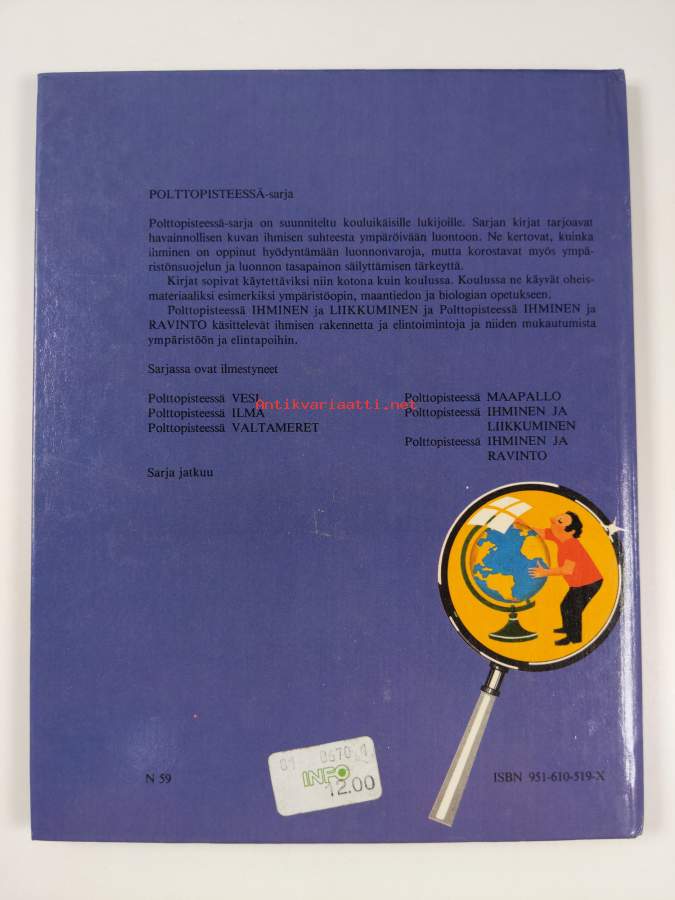 POLTTOPISTEESSÄ-sarja
Polttopisteessä-sarja on suunniteltu kouluikäisille lukijoille. Sarjan kirjat tarjoavat
havainnollisen kuvan ihmisen suhteesta ympäröivään luontoon. Ne kertovat, kuinka
ihminen on oppinut hyödyntämään luonnonvaroja, mutta korostavat myös ympä-
ristönsuojelun ja luonnon tasapainon säilyttämisen tärkeyttä.
Kirjat sopivat käytettäviksi niin kotona kuin koulussa. Koulussa ne käyvät oheis-
materiaaliksi esimerkiksi ympäristöopin, maantiedon ja biologian opetukseen.
Polttopisteessä IHMINEN ja LIIKKUMINEN ja Polttopisteessä IHMINEN ja
RAVINTO käsittelevät ihmisen rakennetta ja elintoimintoja ja niiden mukautumista
ympäristöön ja elintapoihin.
Sarjassa ovat ilmestyneet
Polttopisteessä VESI
Polttopisteessä ILMA
Polttopisteessä VALTAMERET
Polttopisteessä MAAPALLO
Polttopisteessä IHMINEN JA
LIIKKUMINEN
Polttopisteessä IHMINEN JA
RAVINTO
Antikvariaatti.net
Sarja jatkuu
01 0670 1
INFO
12.00
N 59
ISBN 951-610-519-X